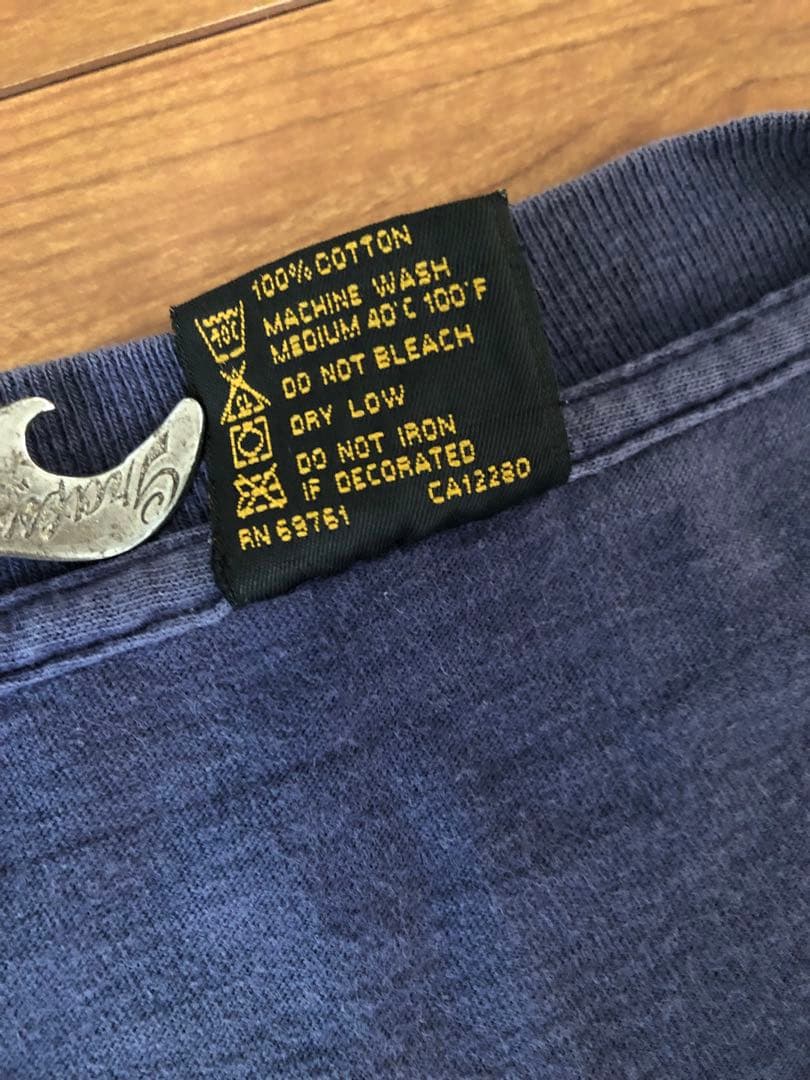 100% COTTON
40C
MACHINE WASH
MEDIUM 40°C 100°F
DO NOT BLEACH
DRY LOW
DO NOT IRON
IF DECORATED
RN 69761 CA12280